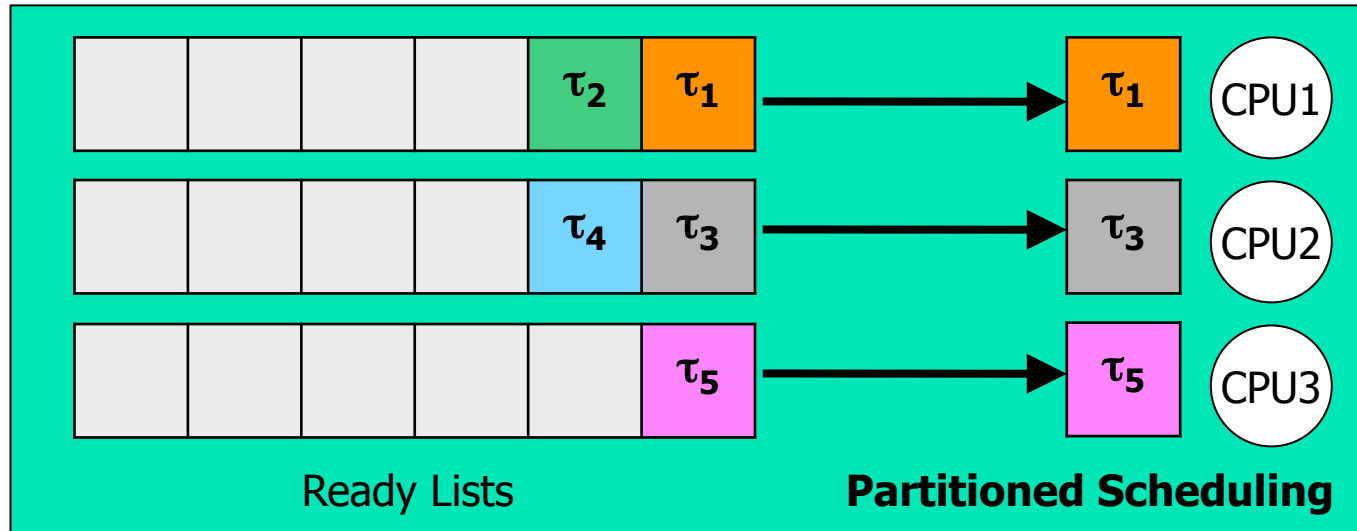 τ2 τ1 τ1 CPU1
τ4 τ3 τ3 CPU2
τ5 τ5 CPU3
Ready Lists Partitioned Scheduling